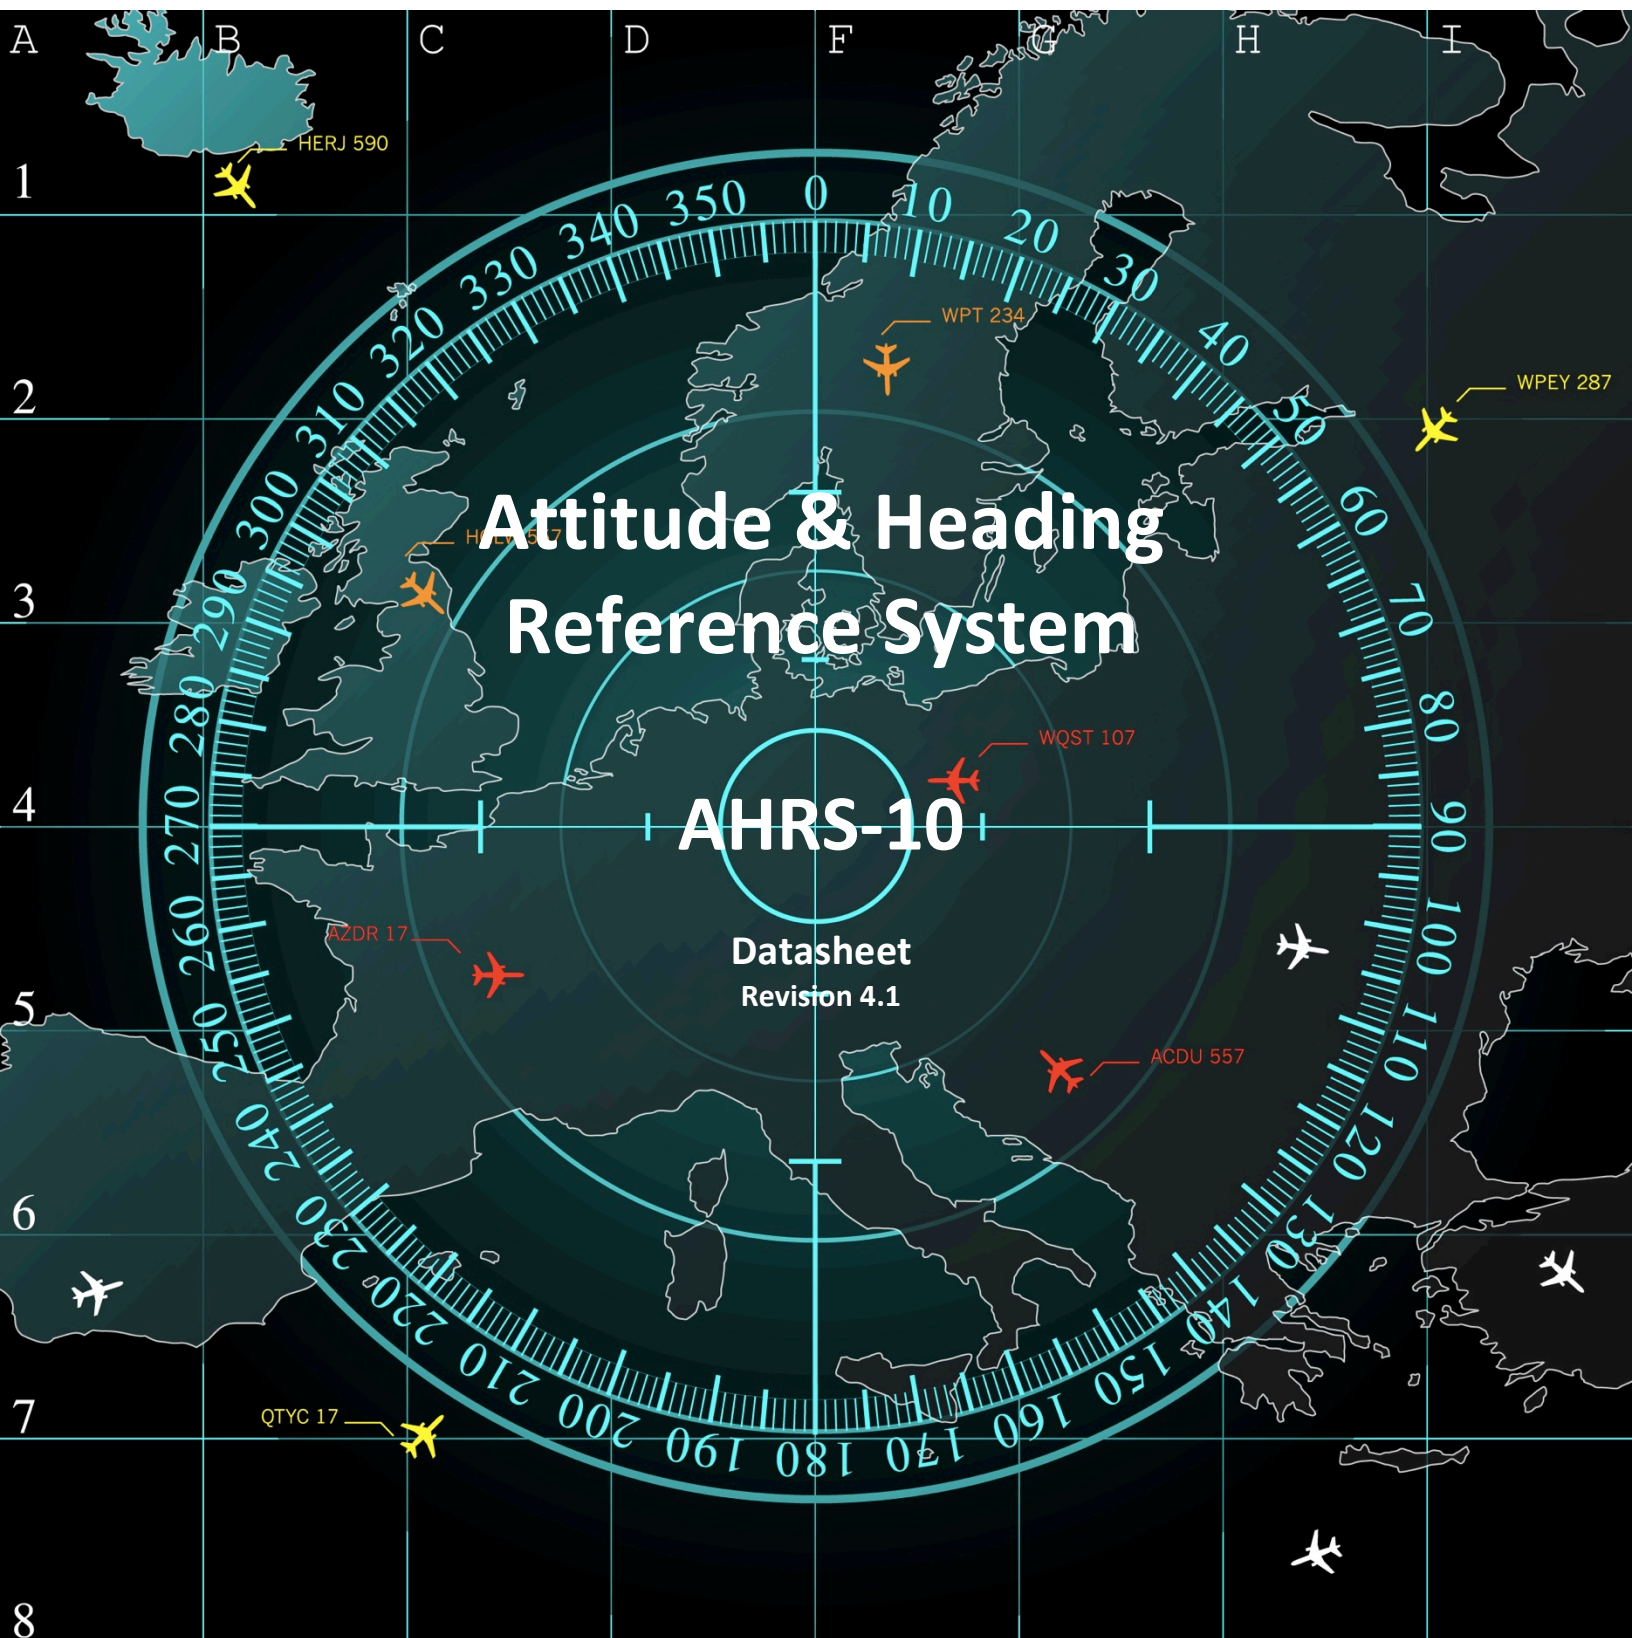 A B C D F G H I
HERJ 590
1
350 0 10
340 20
330 30
WPT 234
320 40
WPEY 287
2
310 50
300 60
Attitude & Heading
3
290 70
Reference System
280 80
WQST 107
4
270 90
AHRS-10
260 100
AZDR 17
Datasheet
Revision 4.1
5
250 110
ACDU 557
240 120
6
230 130
220 140
210 150
200 160
7
QTYC 17
190 180 170
8